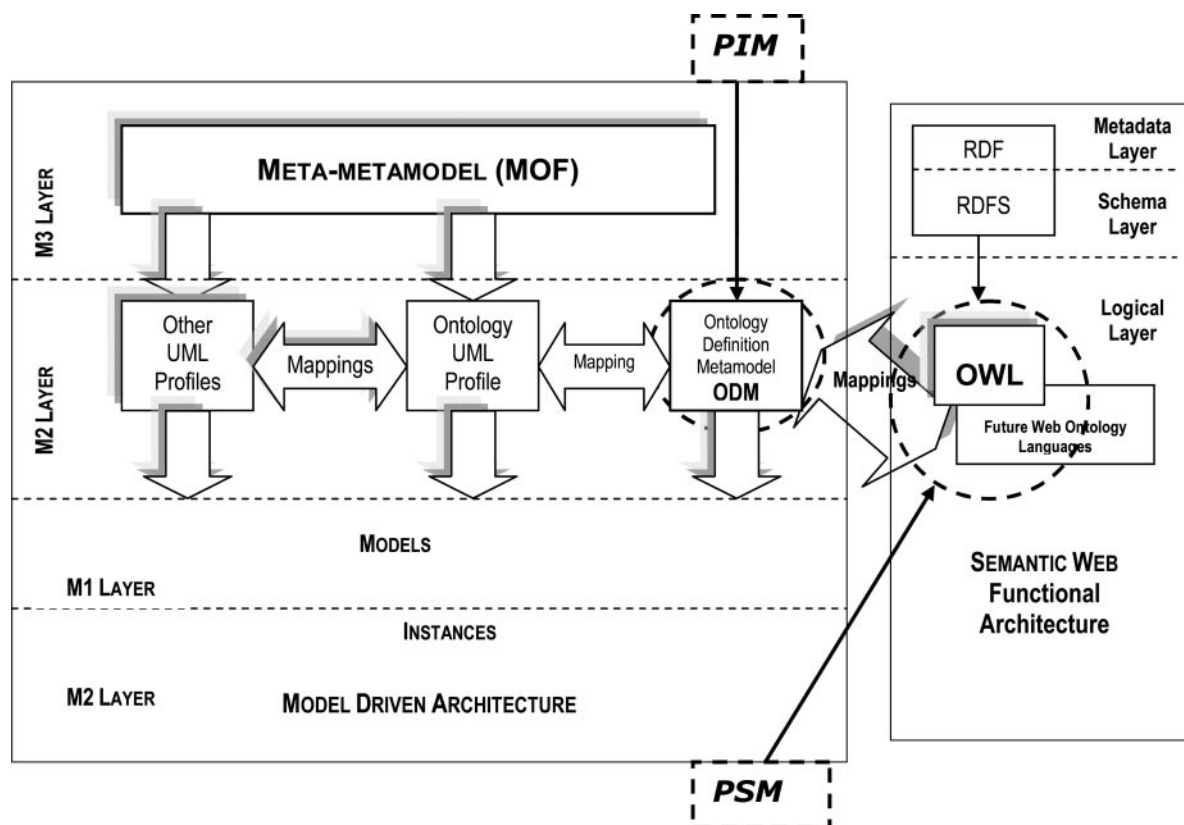 PIM
META-METAMODEL (MOF)
M3 LAYER
RDF
Metadata
Layer
RDFS
Schema
Layer
M2 LAYER
Other
UML
Profiles
Mappings
Ontology
UML
Profile
Mapping
Ontology
Definition
Metamodel
ODM
Mappings
Logical
Layer
OWL
Future Web Ontology
Languages
MODELS
M1 LAYER
INSTANCES
M2 LAYER
MODEL DRIVEN ARCHITECTURE
SEMANTIC WEB
Functional
Architecture
PSM